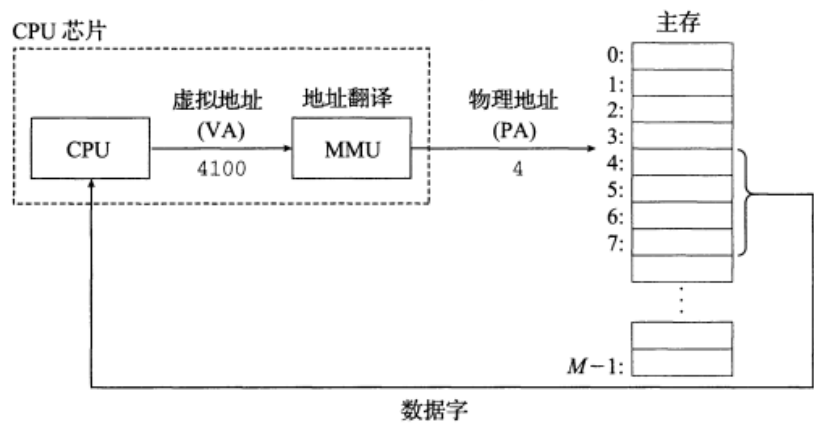 CPU 芯片
主存
虚拟地址
(VA)
地址翻译
物理地址
(PA)
CPU
MMU
4100
4
0:
1:
2:
3:
4:
5:
6:
7:
M-1:
数据字